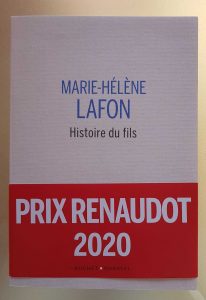 MARIE-HÉLÈNE
LAFON
Histoire du fils
PRIX RENAUDOT
2020